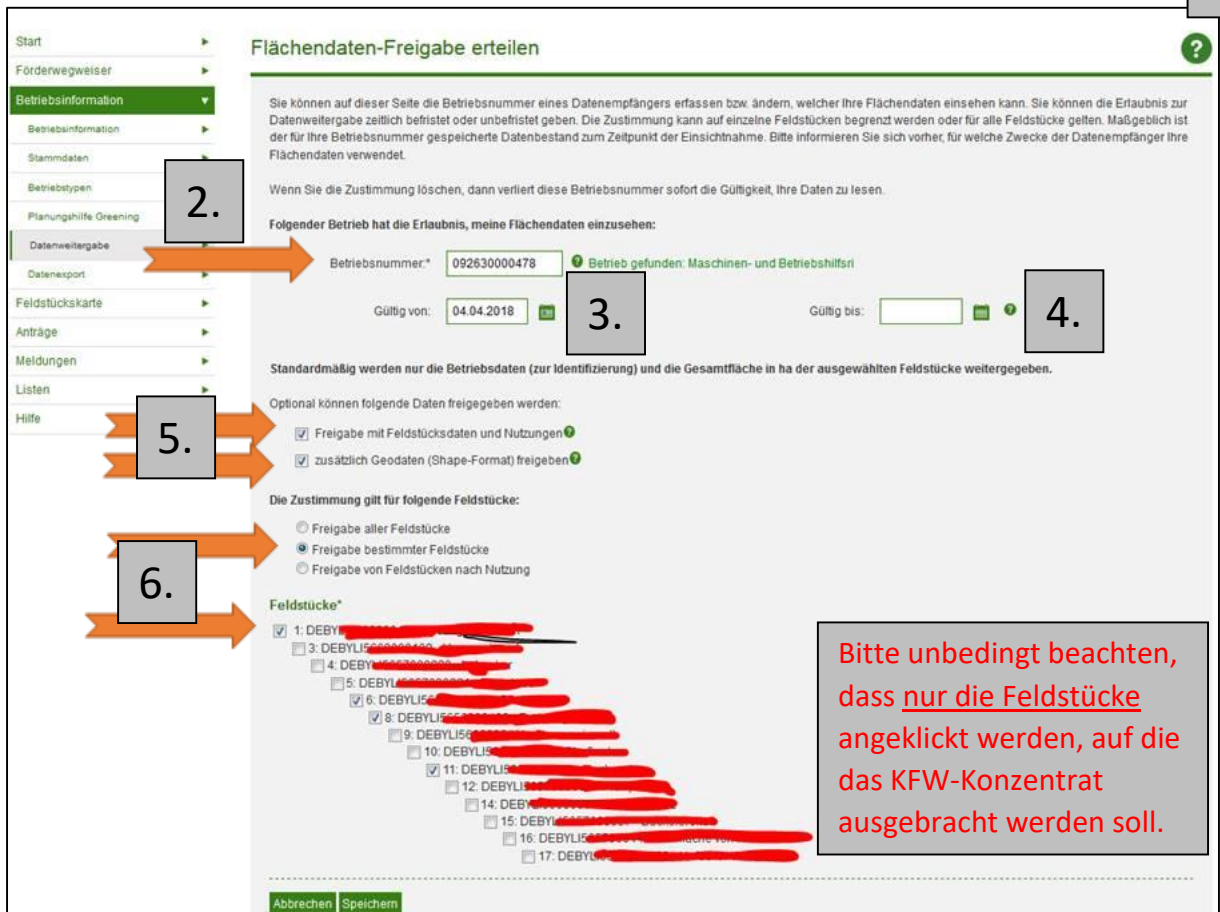 Start
Förderwegweiser
Betriebsinformation
Betriebsinformation
Stammdaten
Betriebstypen
Planungshilfe Greening
Datenweitergabe
Datenexport
Feldstückskarte
Anträge
Meldungen
Listen
Hilfe
Flächendaten-Freigabe erteilen
?
Sie können auf dieser Seite die Betriebsnummer eines Datenempfängers erfassen bzw. ändern, welcher Ihre Flächendaten einsehen kann. Sie können die Erlaubnis zur
Datenweitergabe zeitlich befristet oder unbefristet geben. Die Zustimmung kann auf einzelne Feldstücken begrenzt werden oder für alle Feldstücke gelten. Maßgeblich ist
der für Ihre Betriebsnummer gespeicherte Datenbestand zum Zeitpunkt der Einsichtnahme. Bitte informieren Sie sich vorher, für welche Zwecke der Datenempfänger Ihre
Flächendaten verwendet.
Wenn Sie die Zustimmung löschen, dann verliert diese Betriebsnummer sofort die Gültigkeit, Ihre Daten zu lesen.
2.
Folgender Betrieb hat die Erlaubnis, meine Flächendaten einzusehen:
Betriebsnummer:* 092630000478 ? Betrieb gefunden: Maschinen- und Betriebshilfsri
Gültig von: 04.04.2018 3. Gültig bis: ? 4.
Standardmäßig werden nur die Betriebsdaten (zur Identifizierung) und die Gesamtfläche in ha der ausgewählten Feldstücke weitergegeben.
Optional können folgende Daten freigegeben werden:
5.
Freigabe mit Feldstücksdaten und Nutzungen ?
zusätzlich Geodaten (Shape-Format) freigeben ?
Die Zustimmung gilt für folgende Feldstücke:
Freigabe aller Feldstücke
Freigabe bestimmter Feldstücke
Freigabe von Feldstücken nach Nutzung
6.
Feldstücke*
1: DEBY
3: DEBYLI
4: DEBY
5: DEBYL
6: DEBYLI5
8: DEBYLI
9: DEBYLI5
10: DEBYLI5
11: DEBYLI5
12: DEBYLI
14: DEBY
15: DEBY
16: DEBYLI5
17: DEBYL
Bitte unbedingt beachten,
dass nur die Feldstücke
angeklickt werden, auf die
das KFW-Konzentrat
ausgebracht werden soll.
Abbrechen Speichern